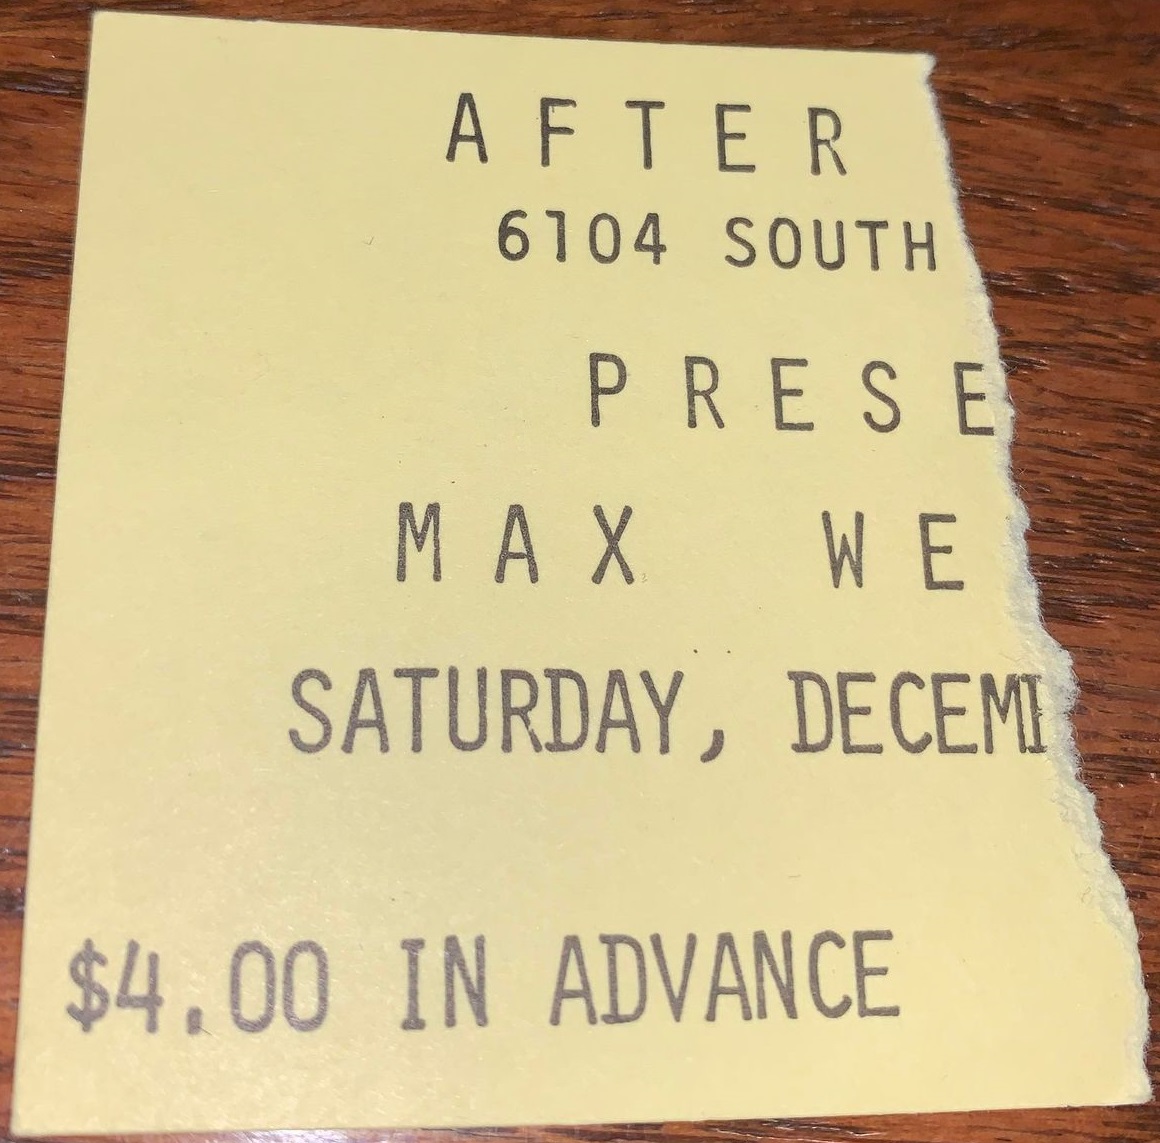 AFTER
6104 SOUTH
PRESE
MAX WE
SATURDAY, DECEM
$4.00 IN ADVANCE